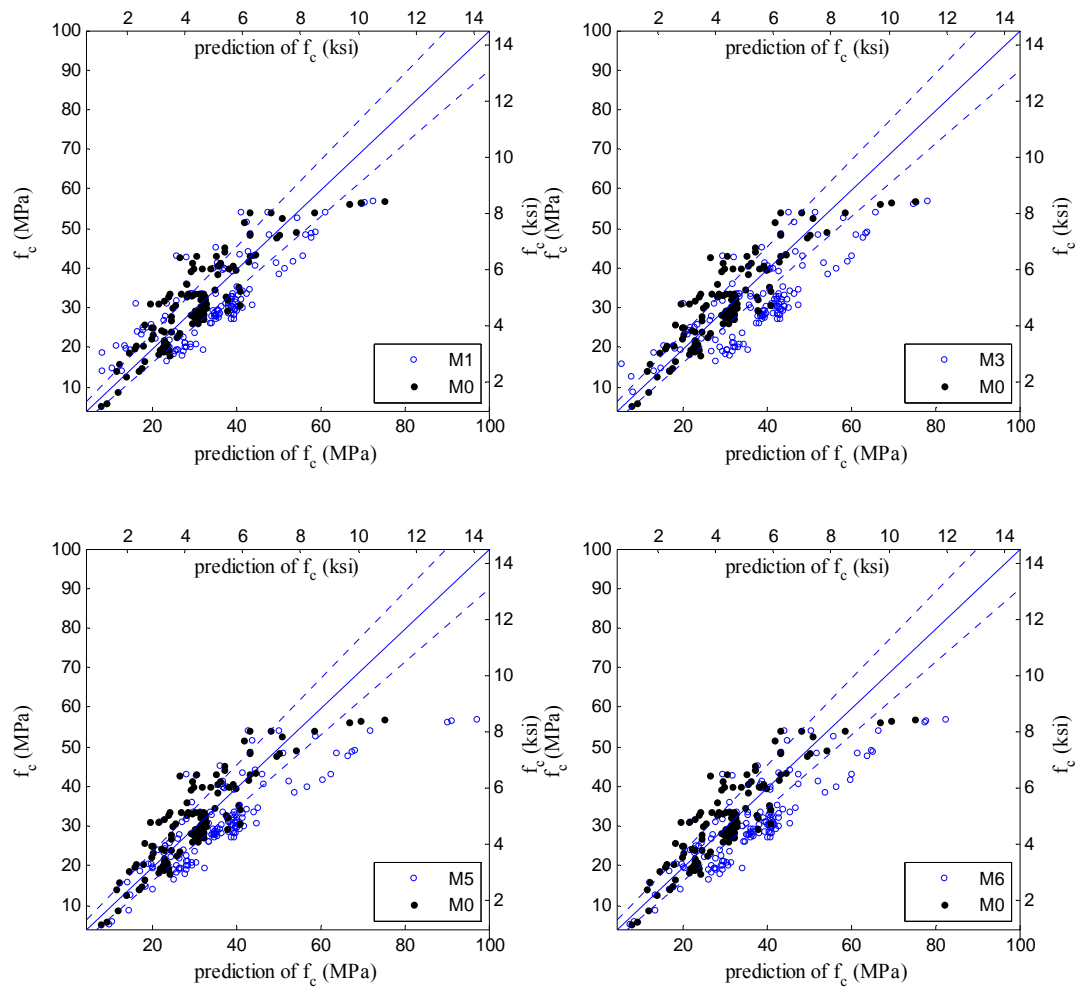 2 4 6 8 10 12 14
prediction of f_c (ksi)
100
90
80
70
60
50
40
30
20
10
f_c (MPa)
14
12
10
8
6
4
2
f_c (ksi)
M1
M0
20 40 60 80 100
prediction of f_c (MPa)
2 4 6 8 10 12 14
prediction of f_c (ksi)
100
90
80
70
60
50
40
30
20
10
f_c (MPa)
14
12
10
8
6
4
2
f_c (ksi)
M3
M0
20 40 60 80 100
prediction of f_c (MPa)
2 4 6 8 10 12 14
prediction of f_c (ksi)
100
90
80
70
60
50
40
30
20
10
f_c (MPa)
14
12
10
8
6
4
2
f_c (ksi)
M5
M0
20 40 60 80 100
prediction of f_c (MPa)
2 4 6 8 10 12 14
prediction of f_c (ksi)
100
90
80
70
60
50
40
30
20
10
f_c (MPa)
14
12
10
8
6
4
2
f_c (ksi)
M6
M0
20 40 60 80 100
prediction of f_c (MPa)